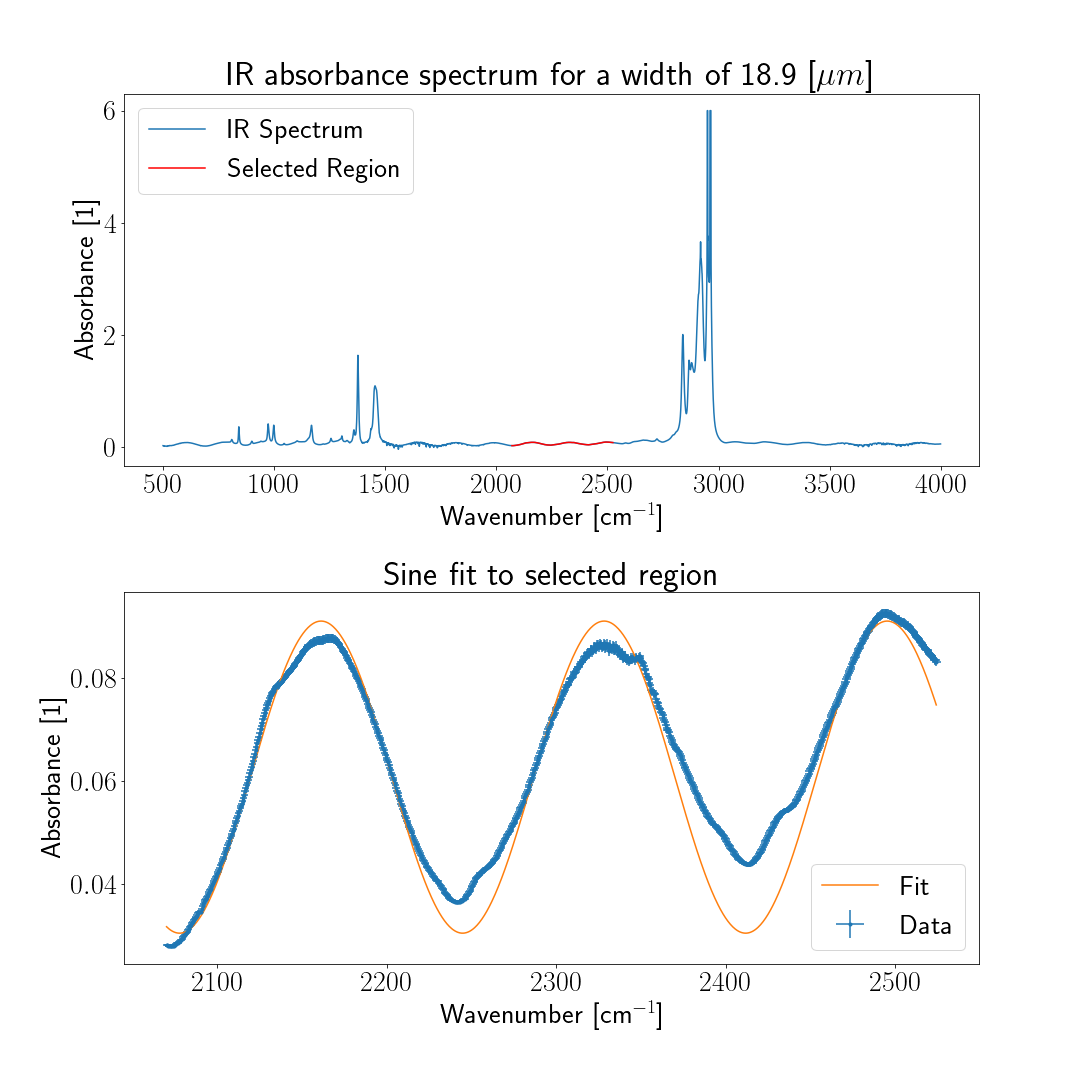 IR absorbance spectrum for a width of 18.9 [μm]
6
4
2
0
Absorbance [1]
IR Spectrum
Selected Region
500 1000 1500 2000 2500 3000 3500 4000
Wavenumber [cm⁻¹]
Sine fit to selected region
0.08
0.06
0.04
Absorbance [1]
Fit
Data
2100 2200 2300 2400 2500
Wavenumber [cm⁻¹]